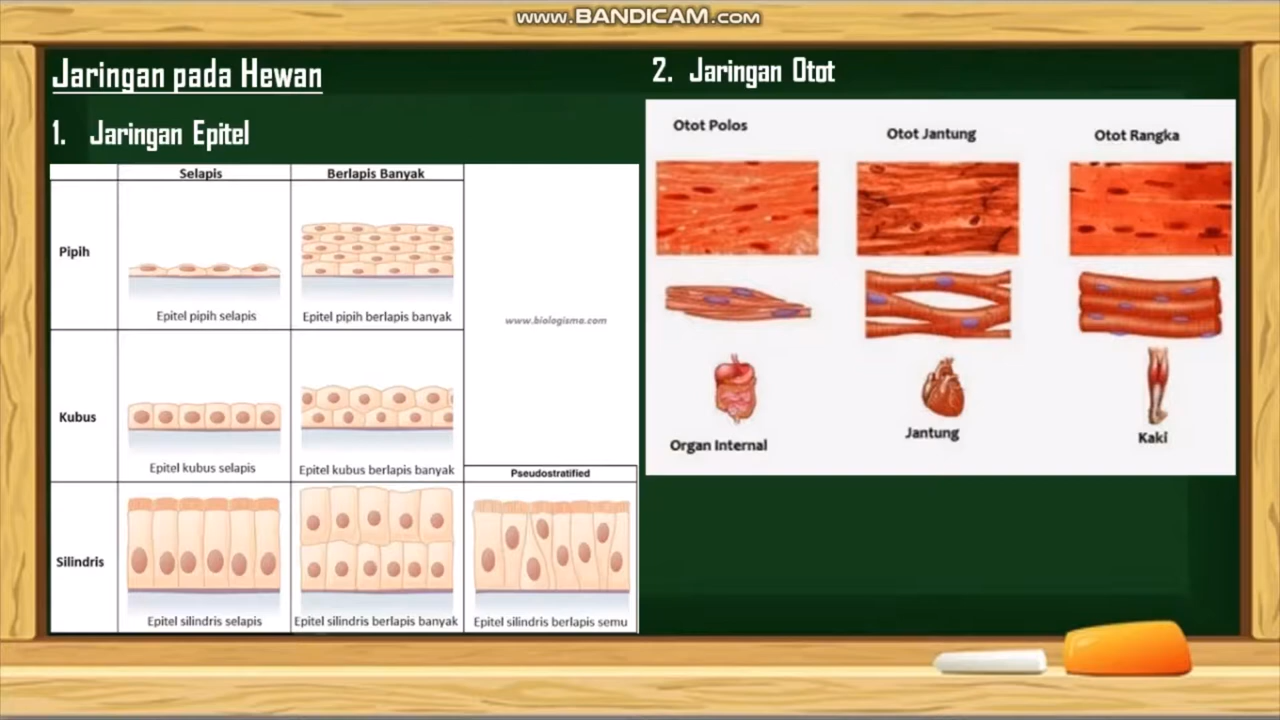 www.BANDICAM.com
Jaringan pada Hewan
1. Jaringan Epitel
Selapis
Berlapis Banyak
Pipih
Epitel pipih selapis
Epitel pipih berlapis banyak
www.biologisma.com
Kubus
Epitel kubus selapis
Epitel kubus berlapis banyak
Pseudostratified
Silindris
Epitel silindris selapis
Epitel silindris berlapis banyak
Epitel silindris berlapis semu
2. Jaringan Otot
Otot Polos
Otot Jantung
Otot Rangka
Organ Internal
Jantung
Kaki